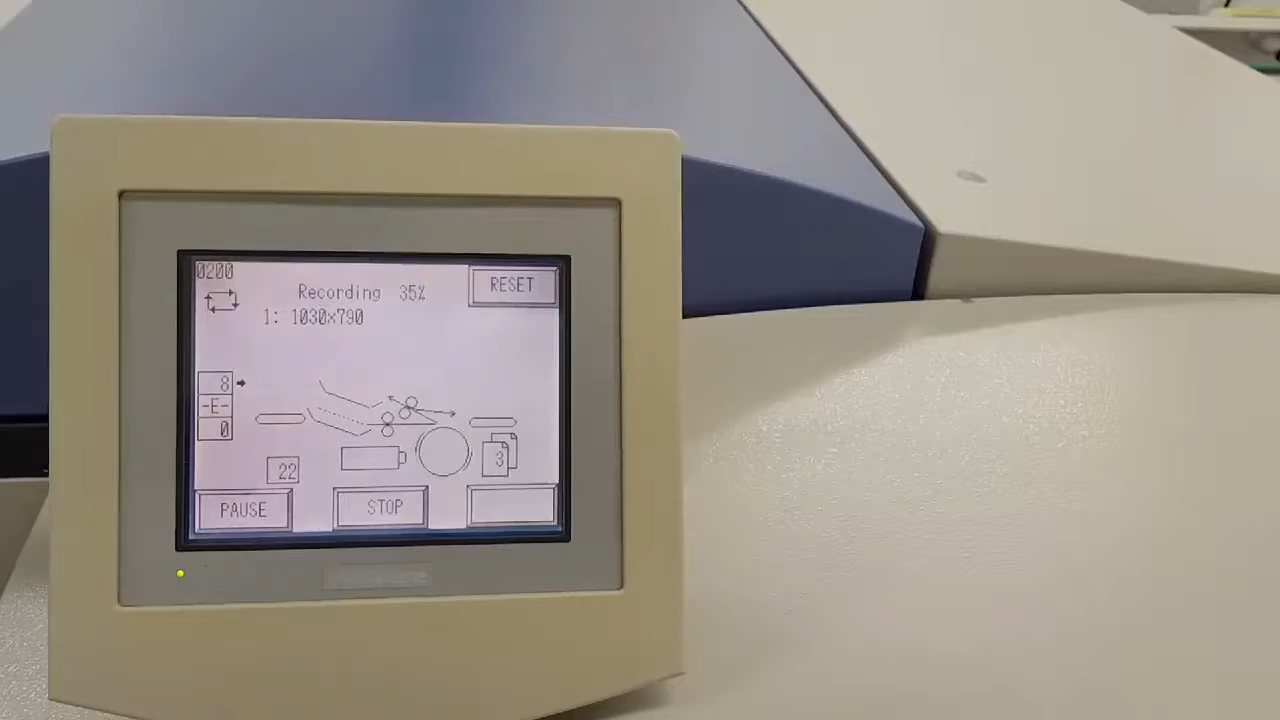 0200
Recording 35%
RESET
1: 1030×790
8
-E-
0
3
22
PAUSE
STOP